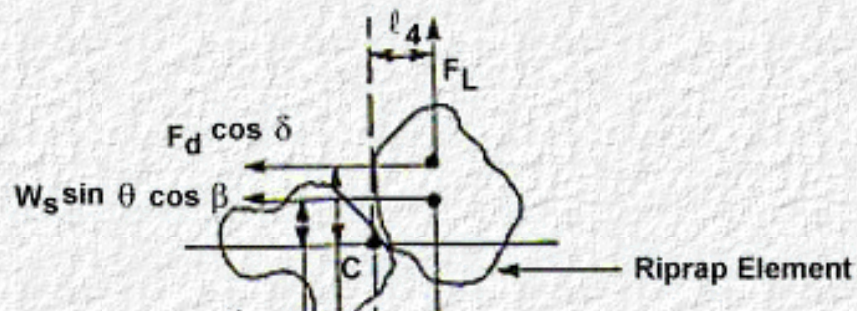 ℓ4
FL
Fd cos δ
Ws sin θ cos β
C
Riprap Element